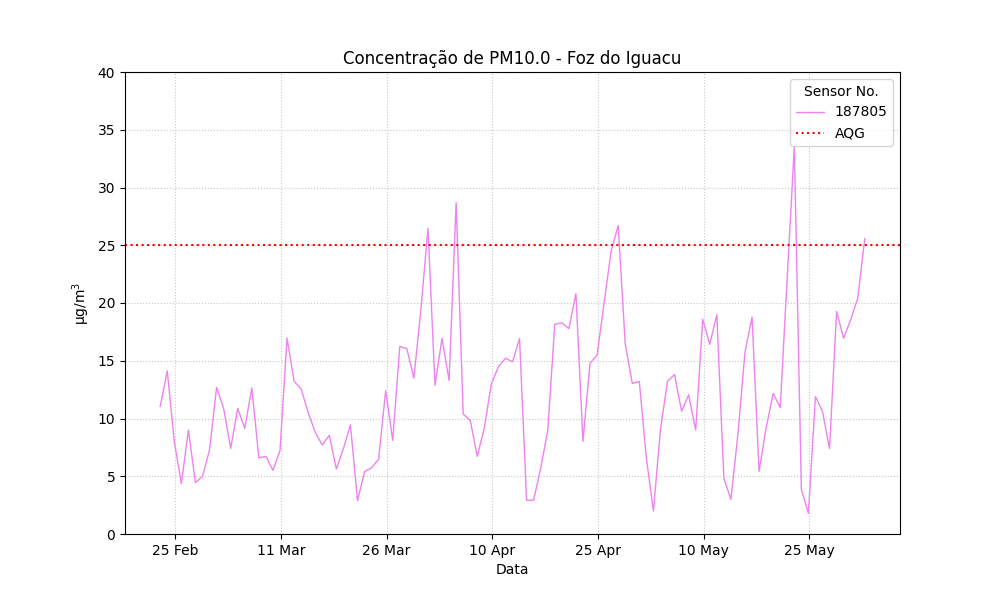 Concentração de PM10.0 - Foz do Iguacu
Sensor No.
187805
AQG
40
35
30
25
20
15
10
5
0
µg/m³
25 Feb
11 Mar
26 Mar
10 Apr
25 Apr
10 May
25 May
Data